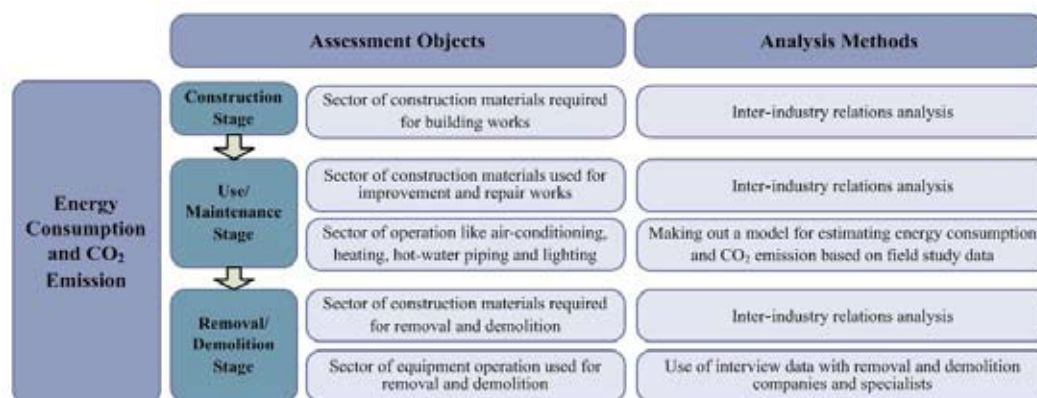 Assessment Objects
Analysis Methods
Energy
Consumption
and CO₂
Emission
Construction
Stage
Sector of construction materials required
for building works
Inter-industry relations analysis
Use/
Maintenance
Stage
Sector of construction materials used for
improvement and repair works
Inter-industry relations analysis
Sector of operation like air-conditioning,
heating, hot-water piping and lighting
Making out a model for estimating energy consumption
and CO₂ emission based on field study data
Removal/
Demolition
Stage
Sector of construction materials required
for removal and demolition
Inter-industry relations analysis
Sector of equipment operation used for
removal and demolition
Use of interview data with removal and demolition
companies and specialists